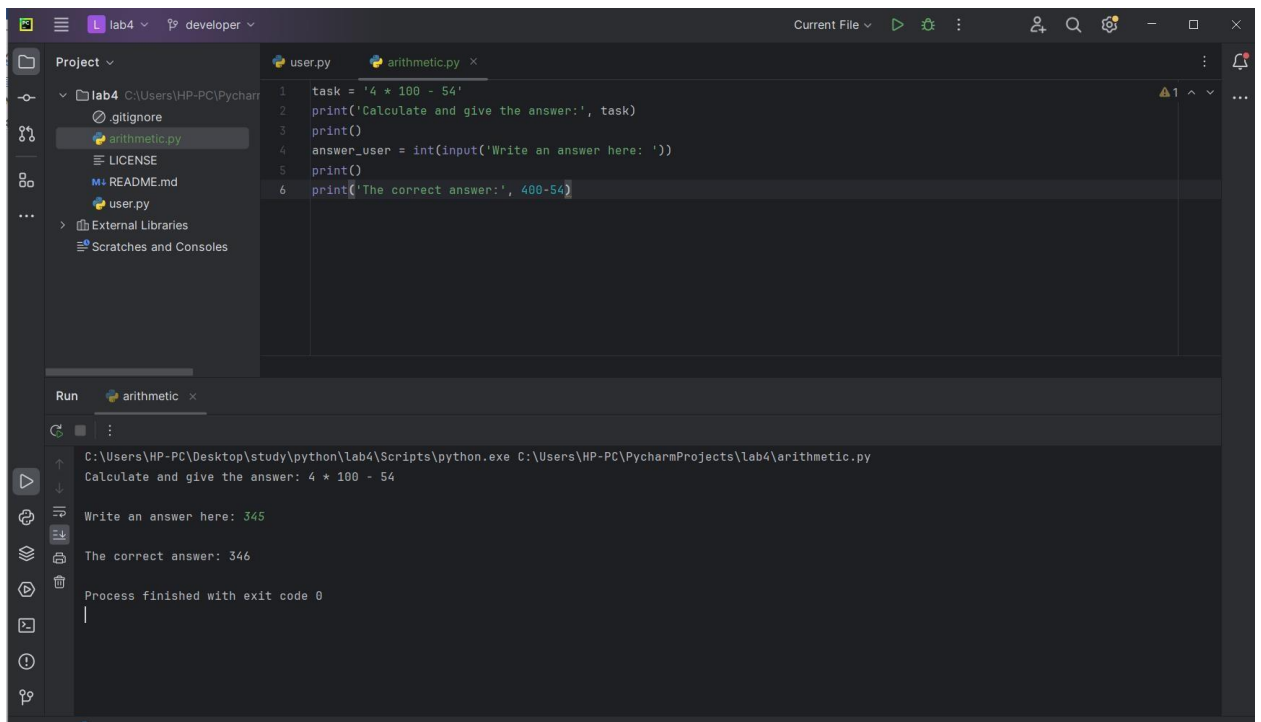 L lab4 developer Current File
Project
user.py arithmetic.py
lab4 C:\Users\HP-PC\Pycharr
.gitignore
arithmetic.py
LICENSE
M↓ README.md
user.py
External Libraries
Scratches and Consoles
1 task = '4 * 100 - 54'
2 print('Calculate and give the answer:', task)
3 print()
4 answer_user = int(input('Write an answer here: '))
5 print()
6 print('The correct answer:', 400-54)
1
Run arithmetic
C:\Users\HP-PC\Desktop\study\python\lab4\Scripts\python.exe C:\Users\HP-PC\PycharmProjects\lab4\arithmetic.py
Calculate and give the answer: 4 * 100 - 54
Write an answer here: 345
The correct answer: 346
Process finished with exit code 0